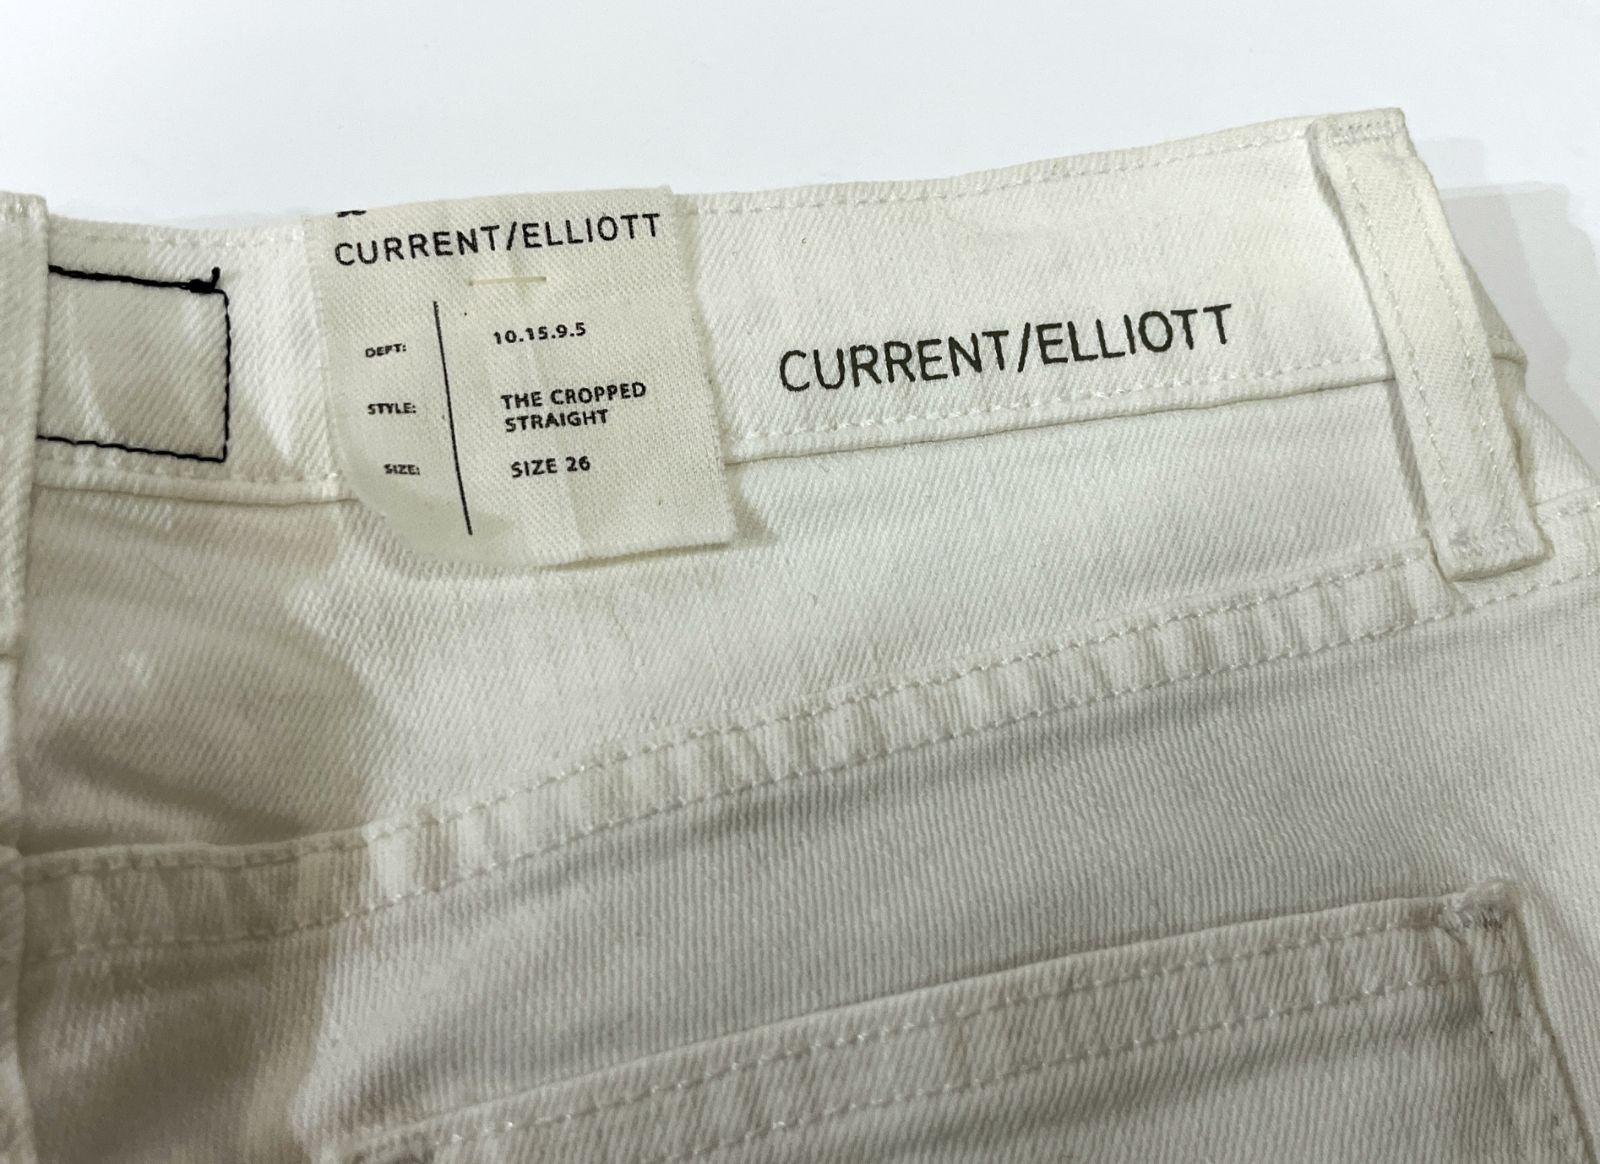 CURRENT/ELLIOTT
DEPT: 10.15.9.5
STYLE: THE CROPPED
STRAIGHT
SIZE: SIZE 26
CURRENT/ELLIOTT